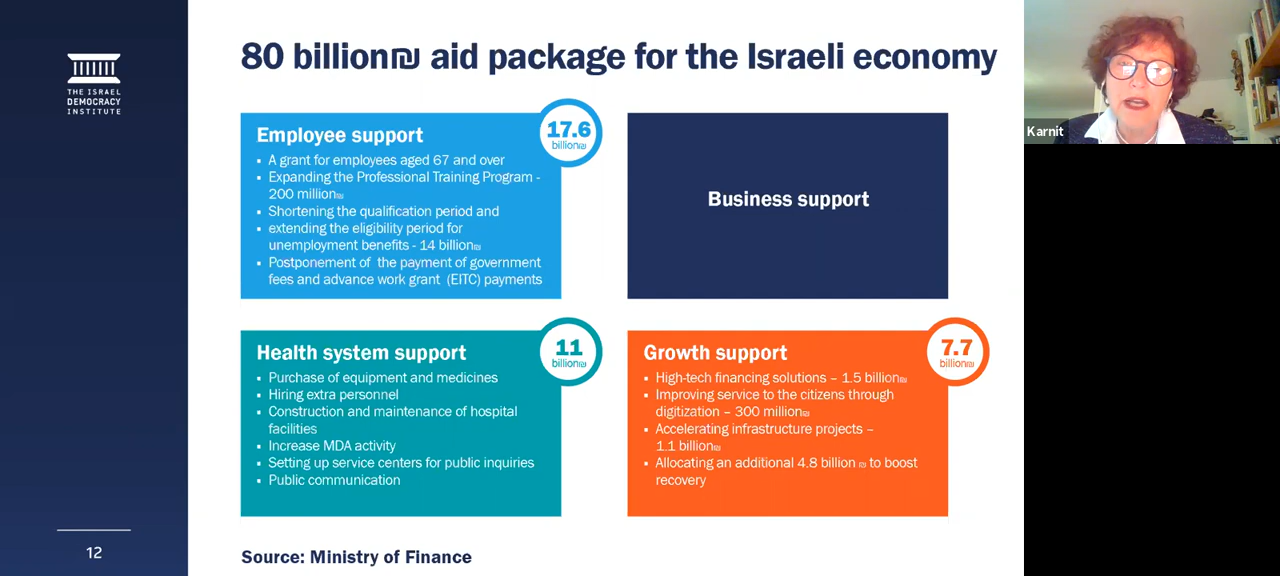 80 billion₪ aid package for the Israeli economy
THE ISRAEL
DEMOCRACY
INSTITUTE
Karnit
Employee support
17.6
billion₪
▪ A grant for employees aged 67 and over
▪ Expanding the Professional Training Program -
200 million₪
▪ Shortening the qualification period and
▪ extending the eligibility period for
unemployment benefits - 14 billion₪
▪ Postponement of the payment of government
fees and advance work grant (EITC) payments
Business support
Health system support
11
billion₪
▪ Purchase of equipment and medicines
▪ Hiring extra personnel
▪ Construction and maintenance of hospital
facilities
▪ Increase MDA activity
▪ Setting up service centers for public inquiries
▪ Public communication
Growth support
7.7
billion₪
▪ High-tech financing solutions – 1.5 billion₪
▪ Improving service to the citizens through
digitization – 300 million₪
▪ Accelerating infrastructure projects –
1.1 billion₪
▪ Allocating an additional 4.8 billion ₪ to boost
recovery
12
Source: Ministry of Finance